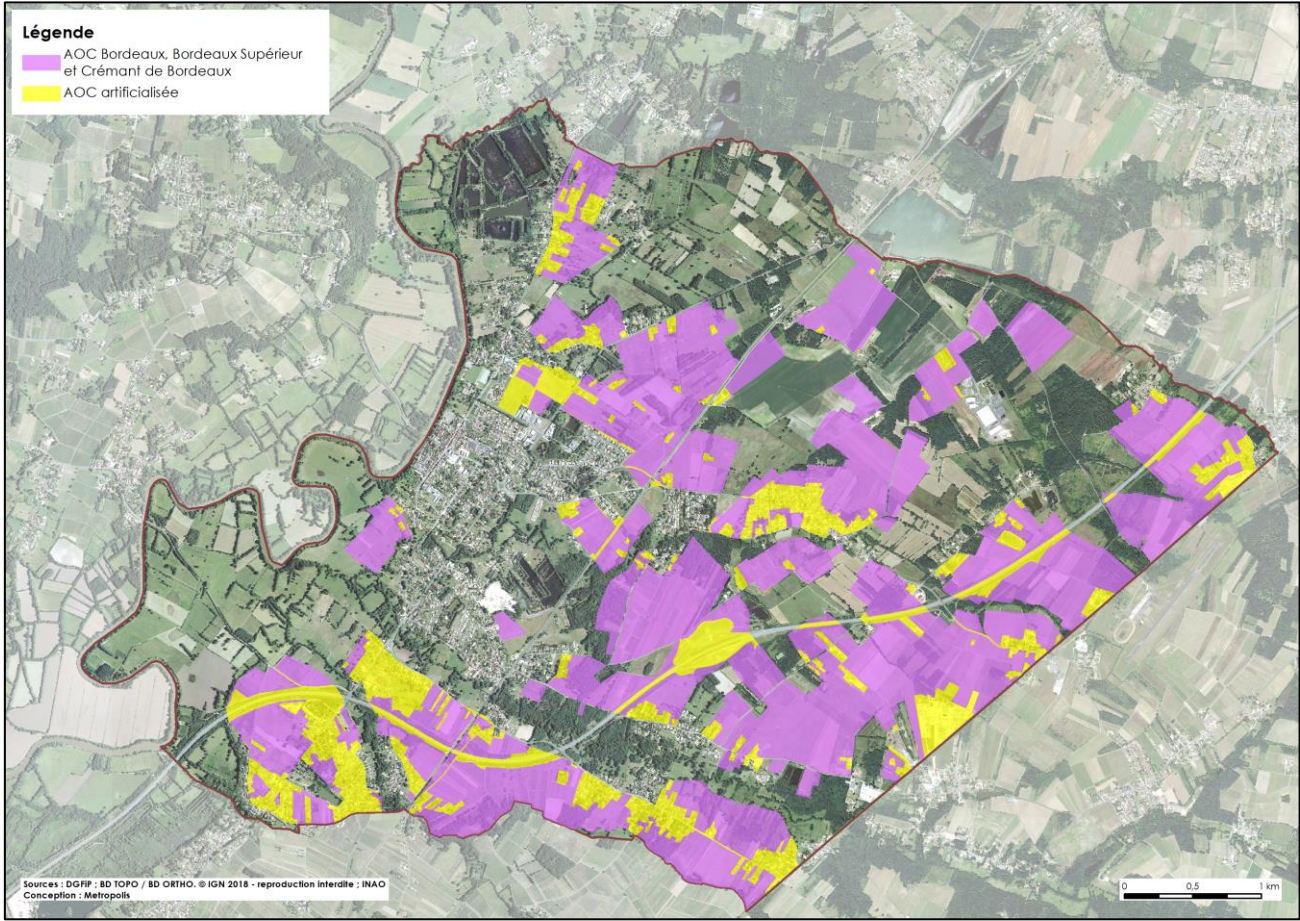 Légende
AOC Bordeaux, Bordeaux Supérieur
et Crémant de Bordeaux
AOC artificialisée
Sources : DGFiP ; BD TOPO / BD ORTHO. © IGN 2018 - reproduction interdite ; INAO
Conception : Metropolis
0 0,5 1 km